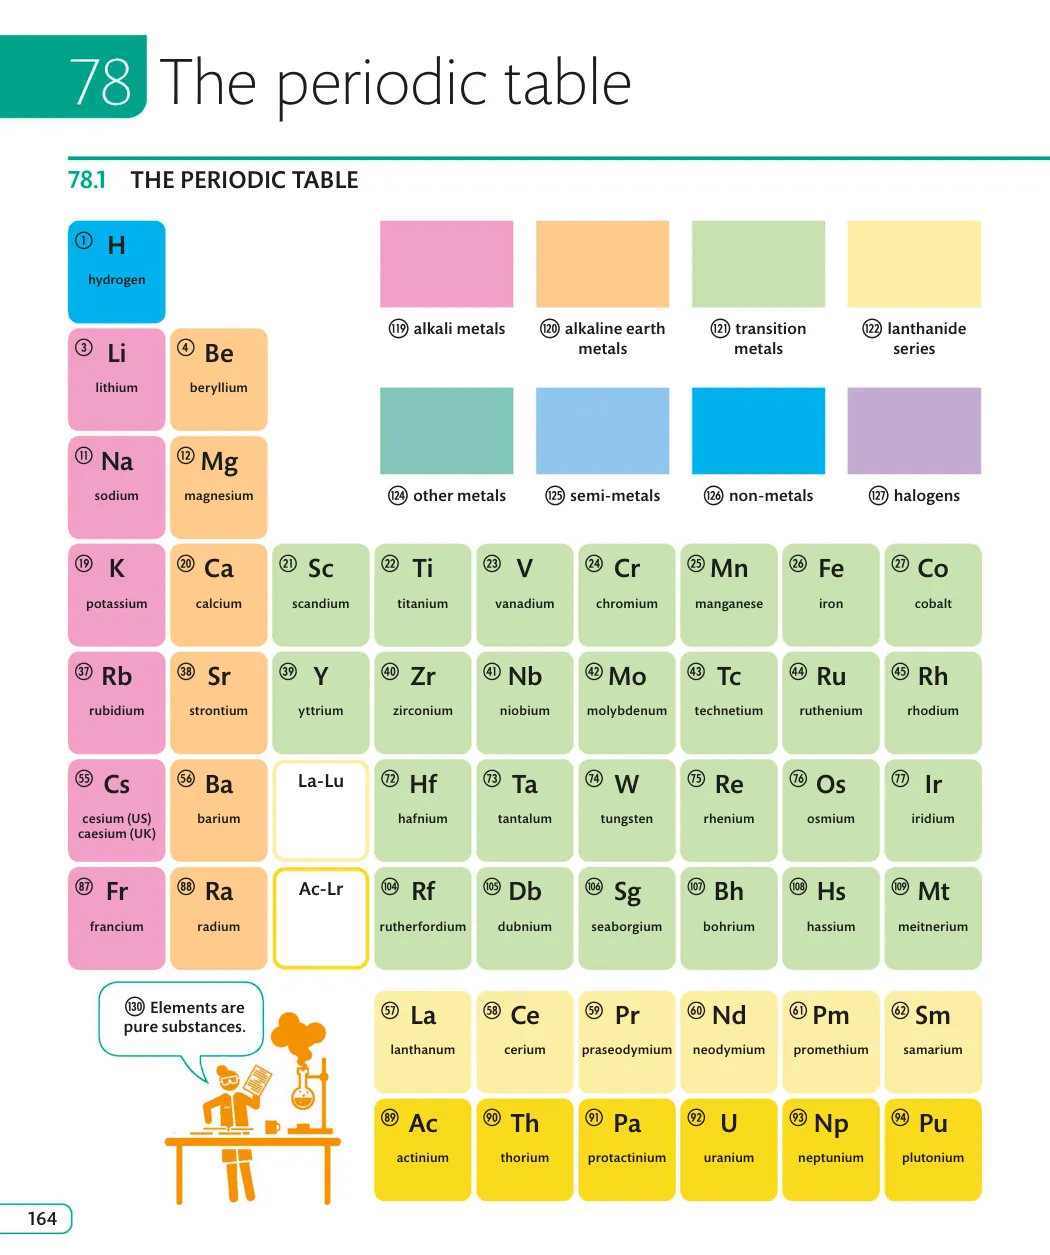 78 The periodic table
78.1 THE PERIODIC TABLE
1 H
hydrogen
119 alkali metals
120 alkaline earth
metals
121 transition
metals
122 lanthanide
series
3 Li
lithium
4 Be
beryllium
11 Na
sodium
12 Mg
magnesium
124 other metals
125 semi-metals
126 non-metals
127 halogens
19 K
potassium
20 Ca
calcium
21 Sc
scandium
22 Ti
titanium
23 V
vanadium
24 Cr
chromium
25 Mn
manganese
26 Fe
iron
27 Co
cobalt
37 Rb
rubidium
38 Sr
strontium
39 Y
yttrium
40 Zr
zirconium
41 Nb
niobium
42 Mo
molybdenum
43 Tc
technetium
44 Ru
ruthenium
45 Rh
rhodium
55 Cs
cesium (US)
caesium (UK)
56 Ba
barium
La-Lu
72 Hf
hafnium
73 Ta
tantalum
74 W
tungsten
75 Re
rhenium
76 Os
osmium
77 Ir
iridium
87 Fr
francium
88 Ra
radium
Ac-Lr
104 Rf
rutherfordium
105 Db
dubnium
106 Sg
seaborgium
107 Bh
bohrium
108 Hs
hassium
109 Mt
meitnerium
130 Elements are
pure substances.
57 La
lanthanum
58 Ce
cerium
59 Pr
praseodymium
60 Nd
neodymium
61 Pm
promethium
62 Sm
samarium
89 Ac
actinium
90 Th
thorium
91 Pa
protactinium
92 U
uranium
93 Np
neptunium
94 Pu
plutonium
164